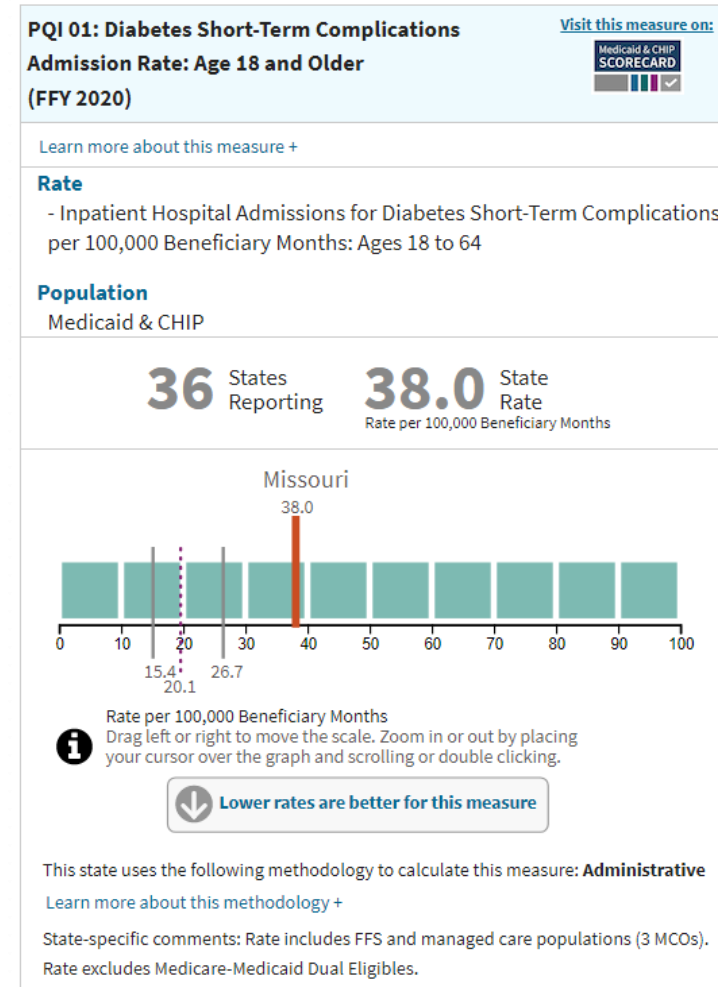 PQI 01: Diabetes Short-Term Complications
Admission Rate: Age 18 and Older
(FFY 2020)
Visit this measure on:
Medicaid & CHIP
SCORECARD
Learn more about this measure +
Rate
- Inpatient Hospital Admissions for Diabetes Short-Term Complications
per 100,000 Beneficiary Months: Ages 18 to 64
Population
Medicaid & CHIP
36 States Reporting
38.0 State Rate
Rate per 100,000 Beneficiary Months
Missouri
38.0
0 10 20 30 40 50 60 70 80 90 100
15.4 26.7
20.1
Rate per 100,000 Beneficiary Months
Drag left or right to move the scale. Zoom in or out by placing
your cursor over the graph and scrolling or double clicking.
Lower rates are better for this measure
This state uses the following methodology to calculate this measure: Administrative
Learn more about this methodology +
State-specific comments: Rate includes FFS and managed care populations (3 MCOs).
Rate excludes Medicare-Medicaid Dual Eligibles.